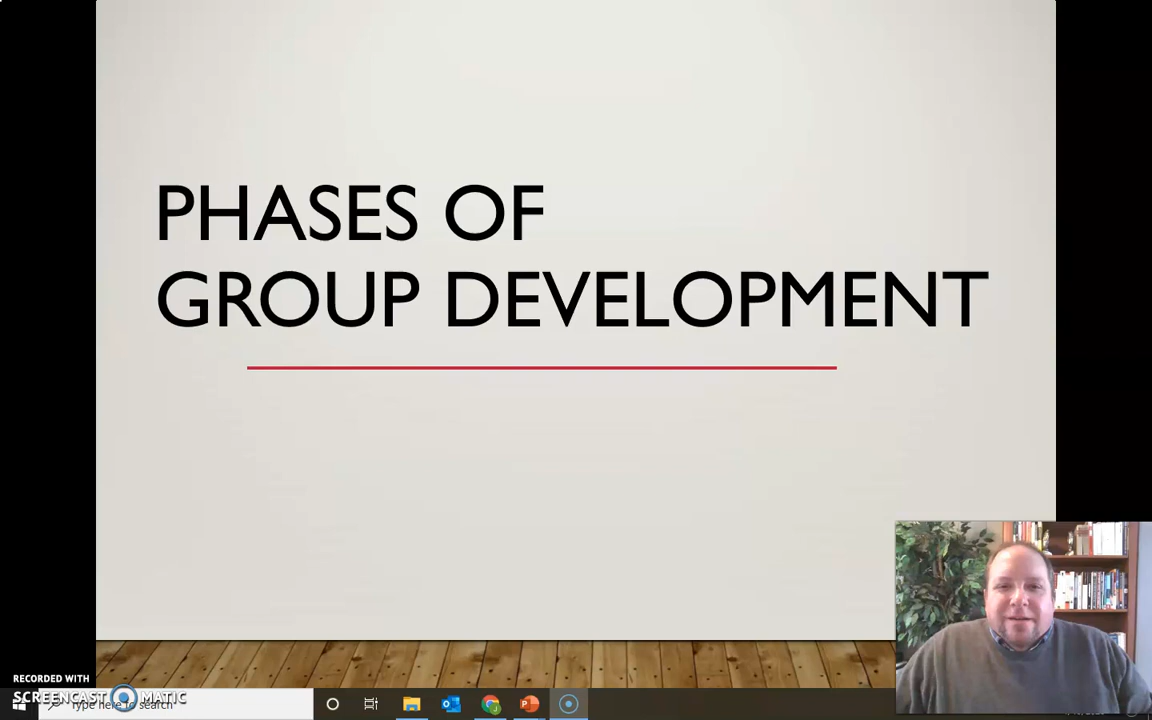 PHASES OF
GROUP DEVELOPMENT
RECORDED WITH
SCREENCAST MATIC
Type here to search